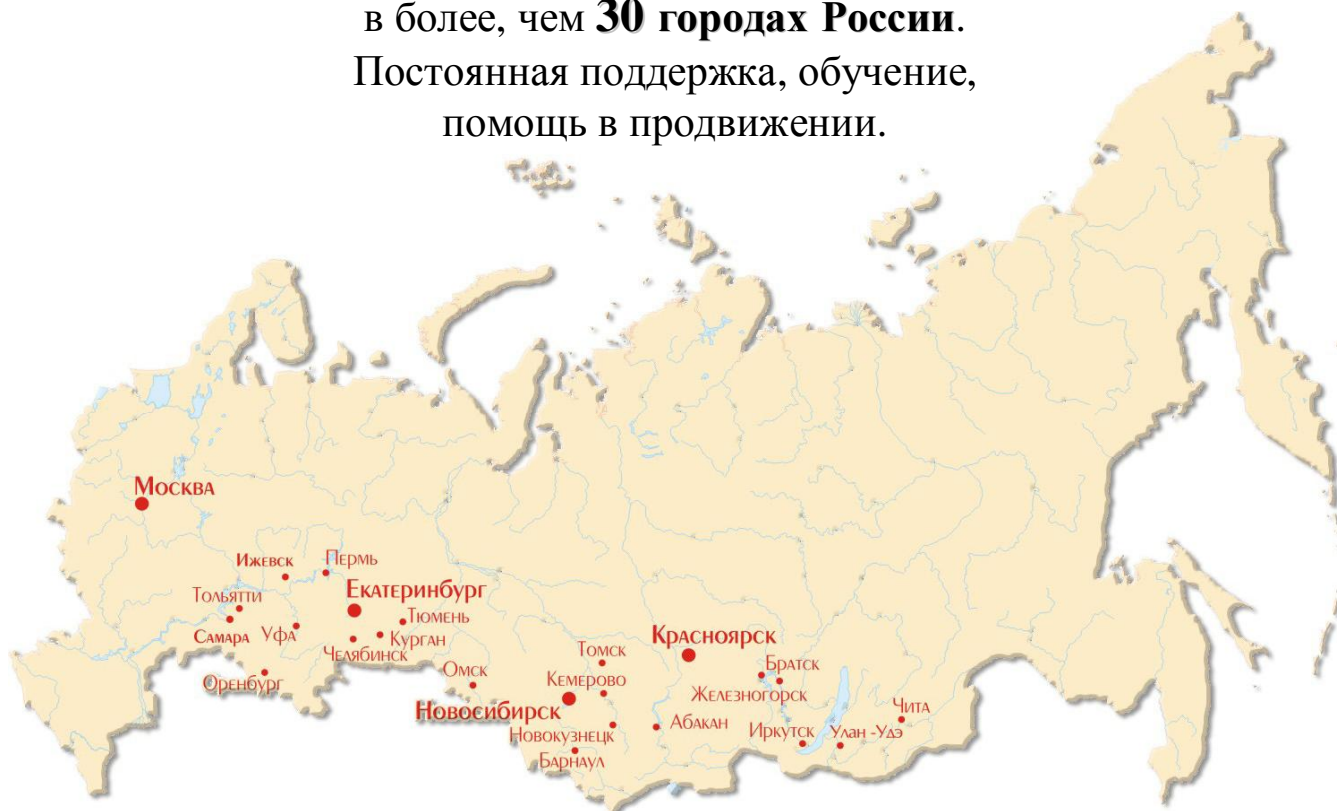 в более, чем 30 городах России.
Постоянная поддержка, обучение,
помощь в продвижении.
Москва
Ижевск
Пермь
Екатеринбург
Тольятти
Тюмень
Самара
Уфа
Курган
Челябинск
Оренбург
Омск
Томск
Кемерово
Новосибирск
Новокузнецк
Барнаул
Красноярск
Абакан
Братск
Железногорск
Иркутск
Улан -Удэ
Чита